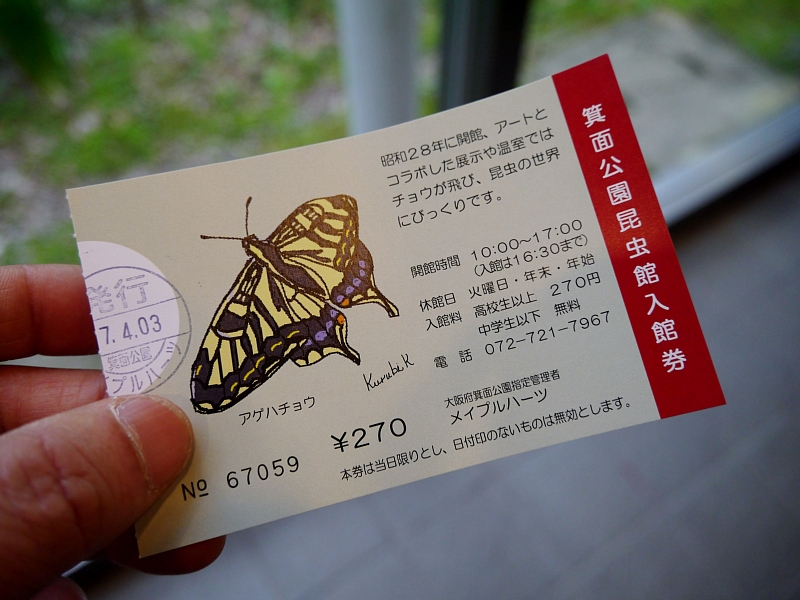 箕面公園昆虫館入館券
昭和28年に開館、アートと
コラボした展示や温室では
チョウが飛び、昆虫の世界
にびっくりです。
開館時間 10:00〜17:00
(入館は16:30まで)
休館日 火曜日・年末・年始
入館料 高校生以上 270円
中学生以下 無料
電話 072-721-7967
大阪府箕面公園指定管理者
メイプルハーツ
Kurube K
アゲハチョウ
¥270
№ 67059
本券は当日限りとし、日付印のないものは無効とします。
発行
7.4.03
箕面公園
プルハー